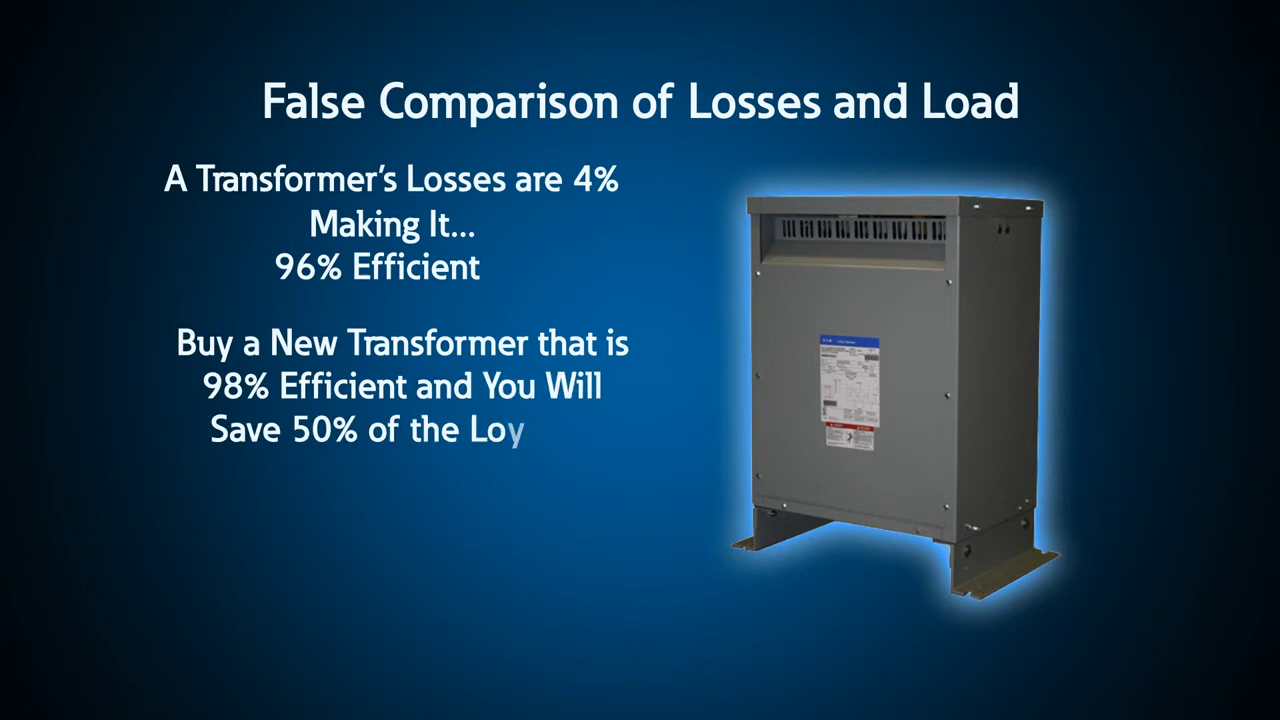 False Comparison of Losses and Load
A Transformer's Losses are 4%
Making It...
96% Efficient
Buy a New Transformer that is
98% Efficient and You Will
Save 50% of the Loy